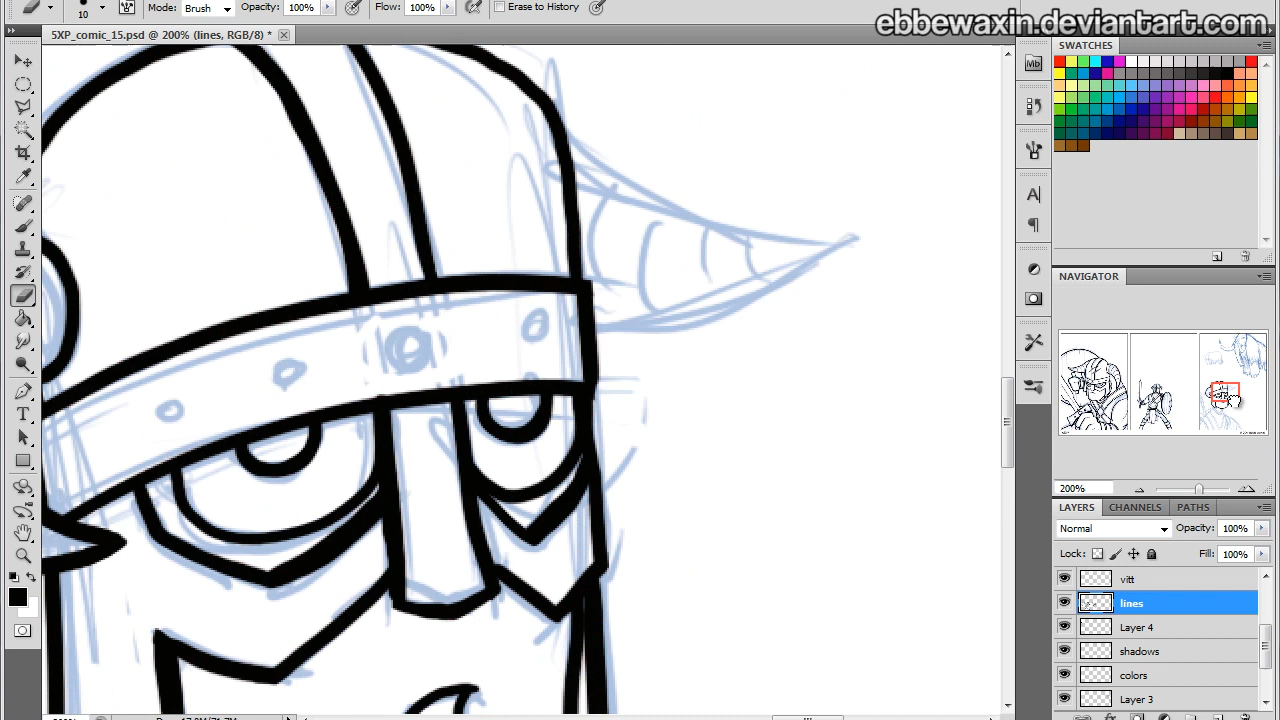 10 Mode: Brush Opacity: 100% Flow: 100% Erase to History
ebbewaxin.deviantart.com
5XP_comic_15.psd @ 200% (lines, RGB/8) *
SWATCHES
Mb
A
NAVIGATOR
200%
LAYERS CHANNELS PATHS
Normal Opacity: 100%
Lock: Fill: 100%
vitt
lines
Layer 4
shadows
colors
Layer 3